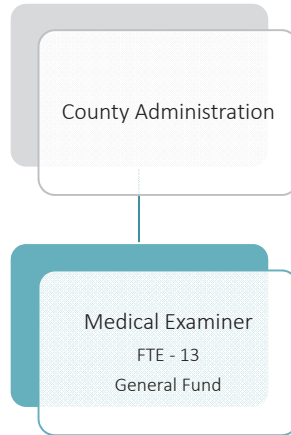 County Administration
Medical Examiner
FTE - 13
General Fund